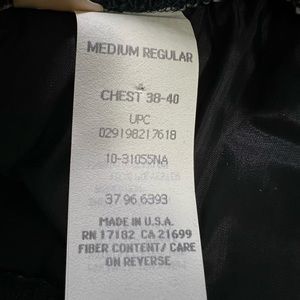 MEDIUM REGULAR
CHEST 38-40
UPC
029198217618
10-31055NA
37 96 6393
MADE IN U.S.A.
RN 17182 CA 21699
FIBER CONTENT/ CARE
ON REVERSE